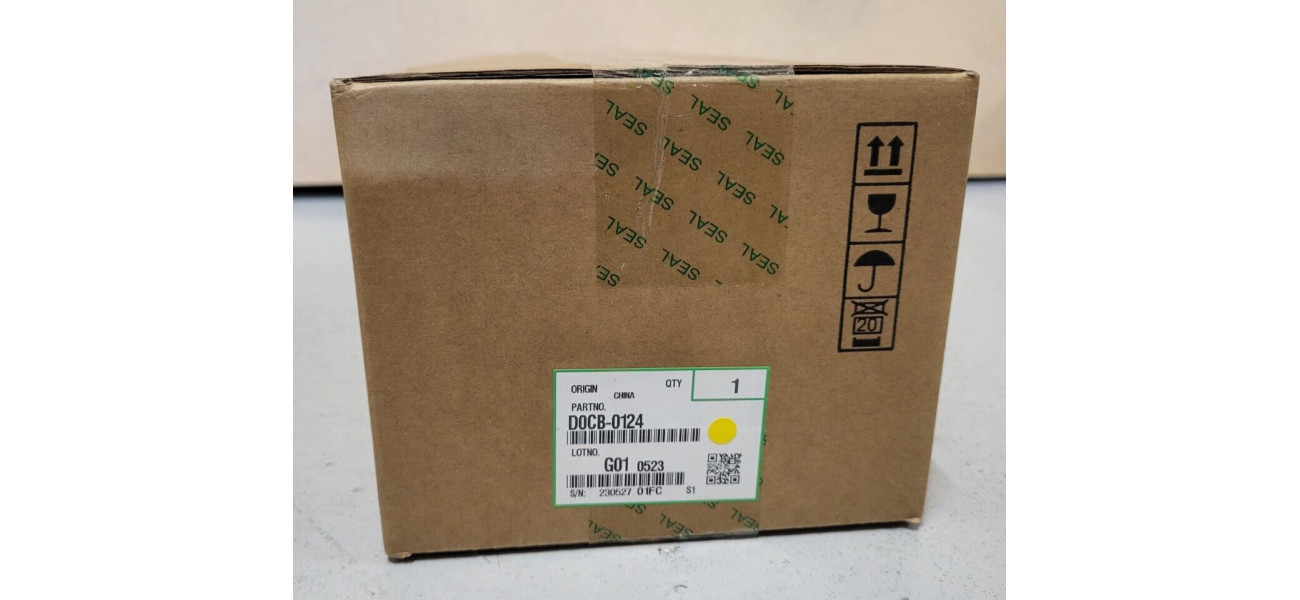 SEAL
SEAL SEAL
SEAL SEAL
SEAL SEAL
SEAL SEAL
SEAL SEAL
SEAL SEAL
20
ORIGIN CHINA QTY 1
PARTNO.
D0CB-0124
LOTNO.
G01 0523
S/N: 230527 01FC S1
SEAL SEAL
SEAL